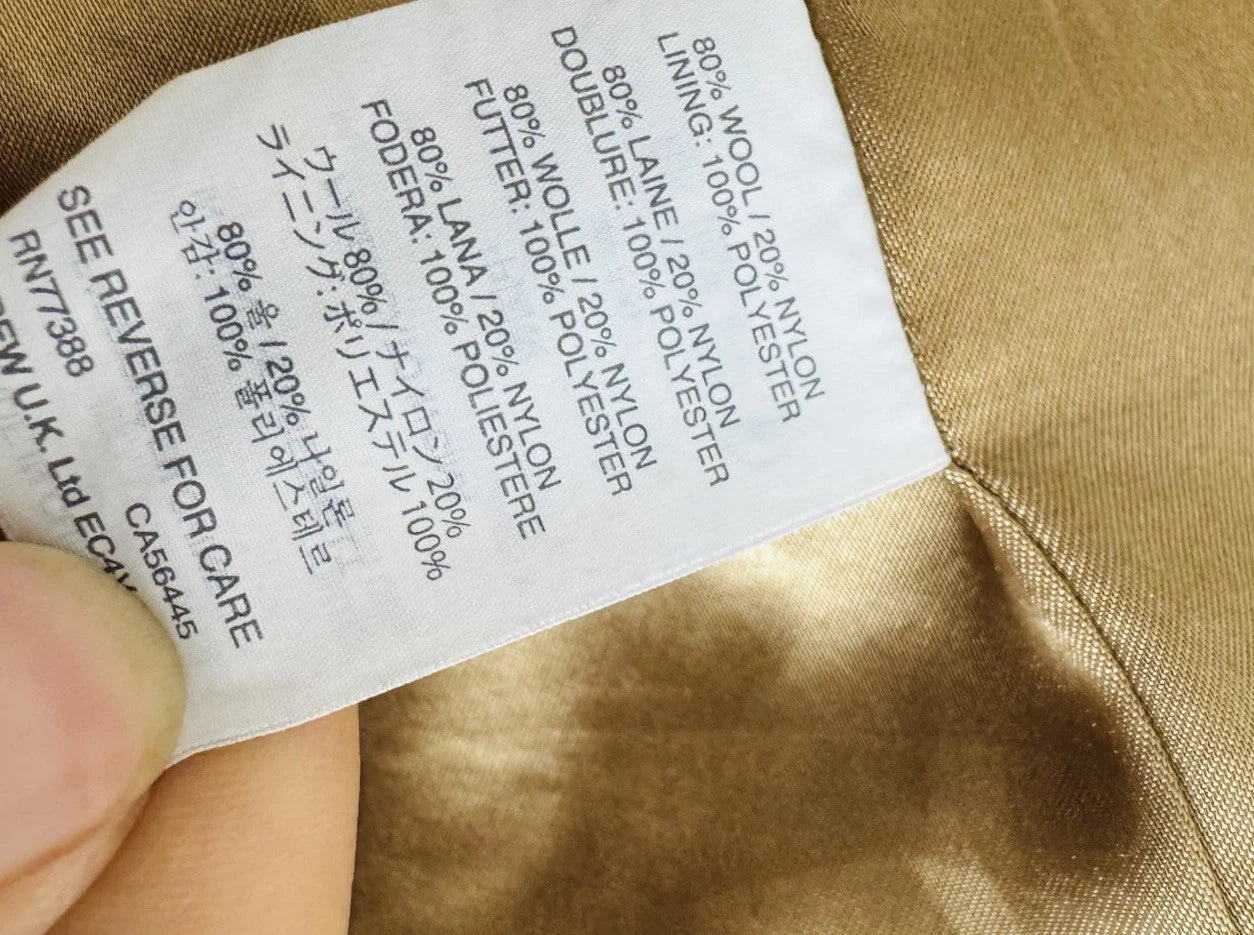 80% WOOL / 20% NYLON
LINING: 100% POLYESTER
80% LAINE / 20% NYLON
DOUBLURE: 100% POLYESTER
80% WOLLE / 20% NYLON
FUTTER: 100% POLYESTER
80% LANA / 20% NYLON
FODERA: 100% POLIESTERE
ウール 80% / ナイロン 20%
ライニング: ポリエステル 100%
80% 울 / 20% 나일론
안감: 100% 폴리에스테르
SEE REVERSE FOR CARE
RN77388 CA56445
U.K. Ltd